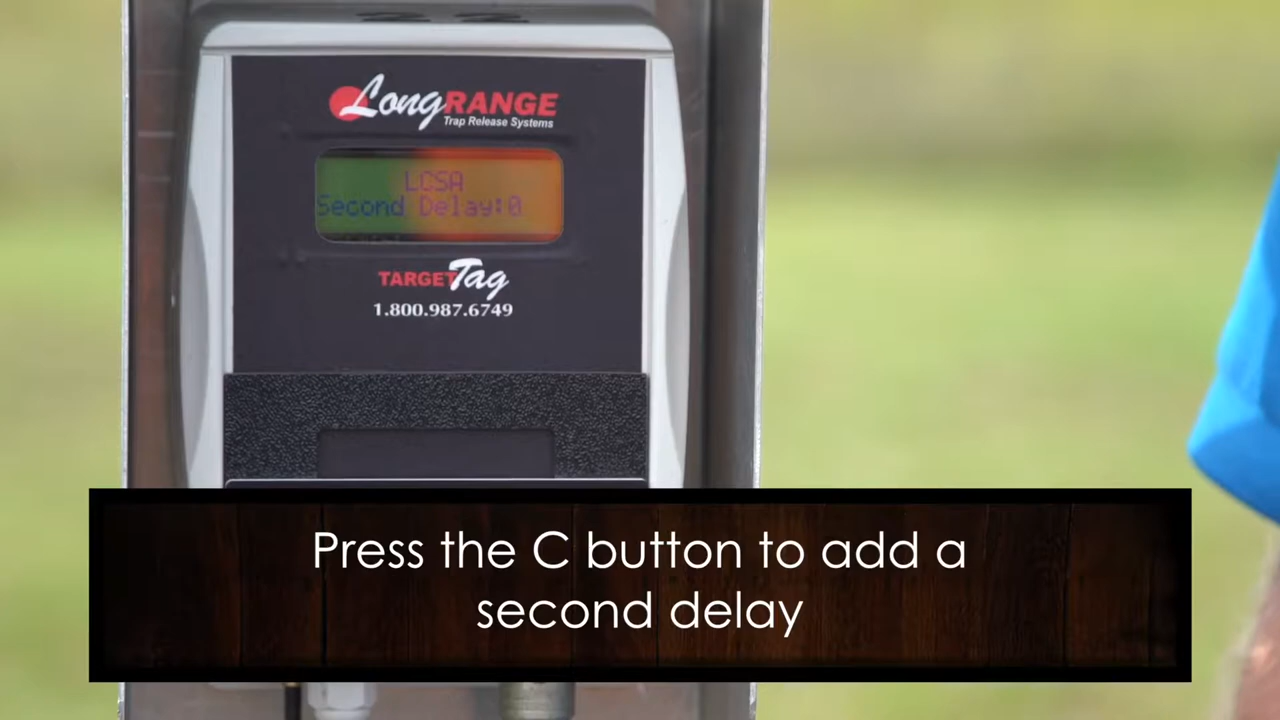 LongRANGE
Trap Release Systems
LCSA
Second Delay:0
TARGETTag
1.800.987.6749
Press the C button to add a
second delay